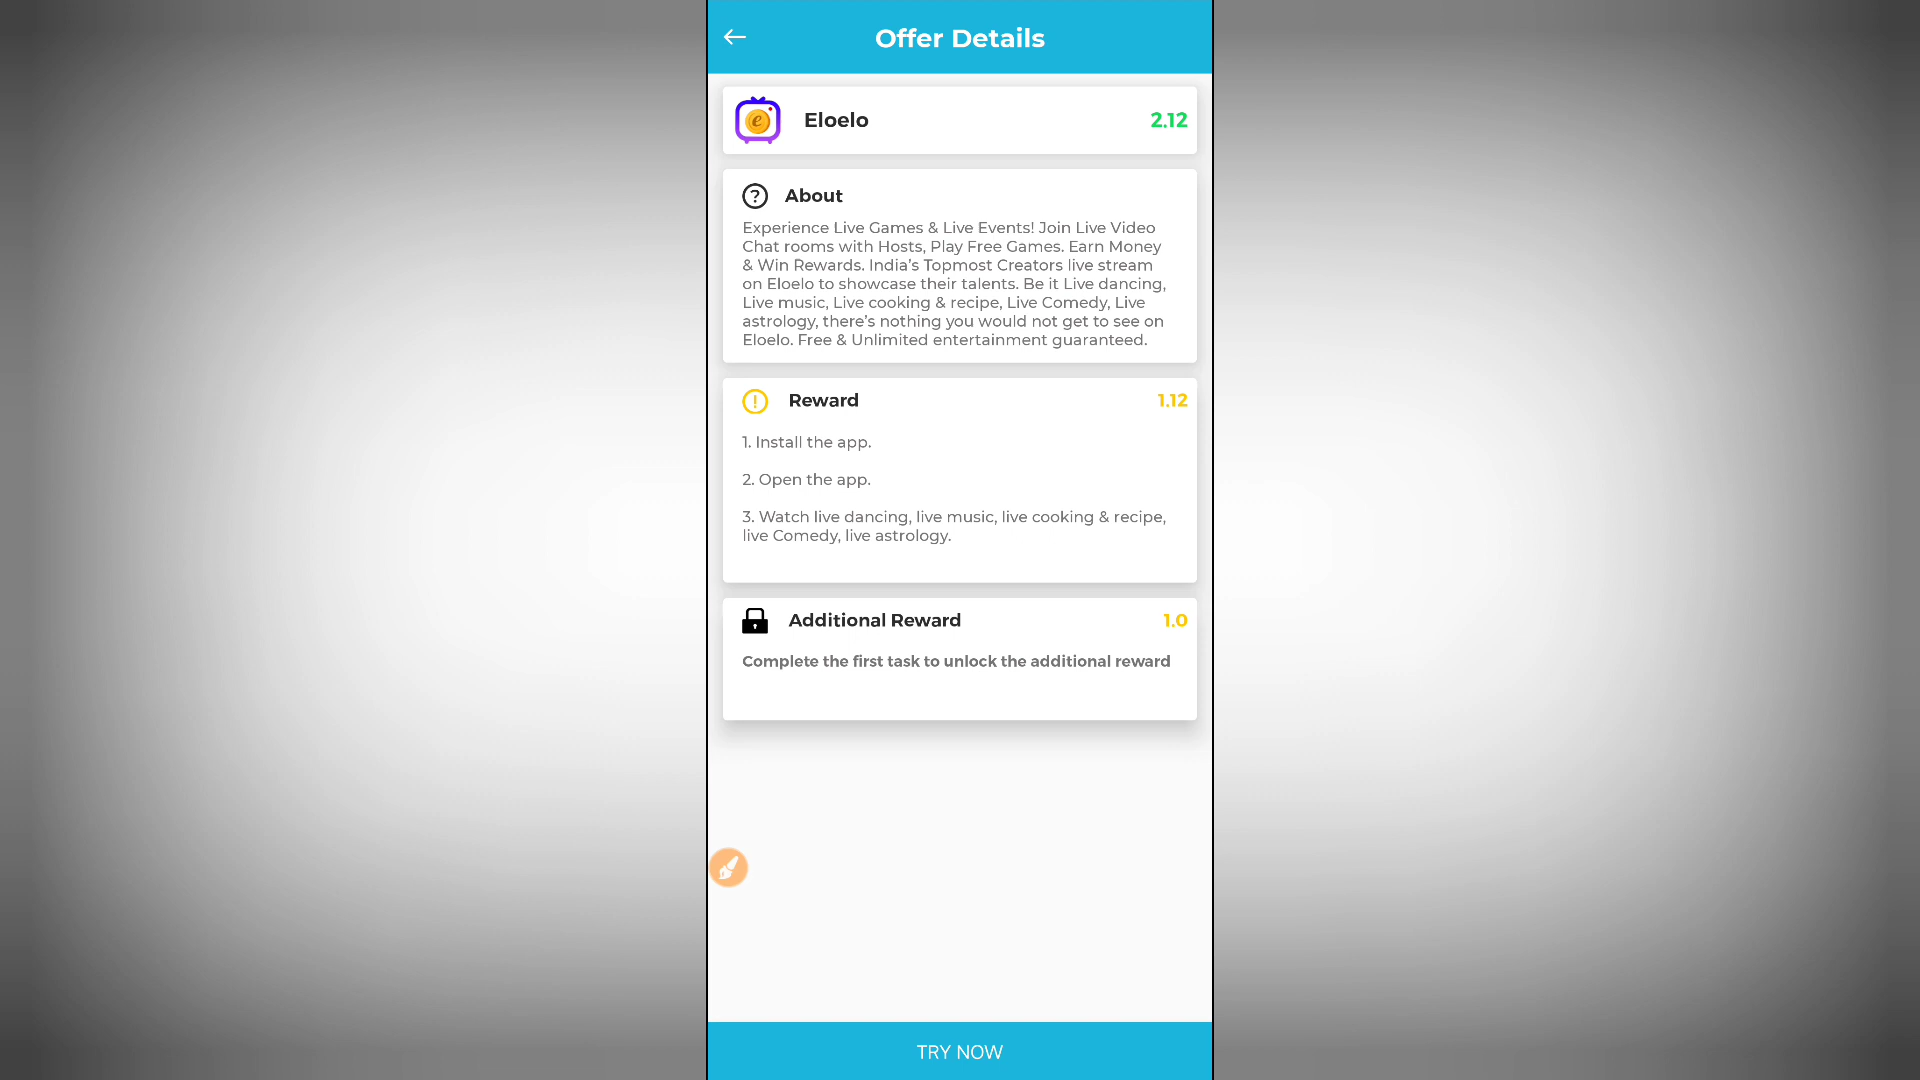 Offer Details
Eloelo
2.12
About
Experience Live Games & Live Events! Join Live Video
Chat rooms with Hosts, Play Free Games. Earn Money
& Win Rewards. India’s Topmost Creators live stream
on Eloelo to showcase their talents. Be it Live dancing,
Live music, Live cooking & recipe, Live Comedy, Live
astrology, there’s nothing you would not get to see on
Eloelo. Free & Unlimited entertainment guaranteed.
Reward
1.12
1. Install the app.
2. Open the app.
3. Watch live dancing, live music, live cooking & recipe,
live Comedy, live astrology.
Additional Reward
1.0
Complete the first task to unlock the additional reward
TRY NOW